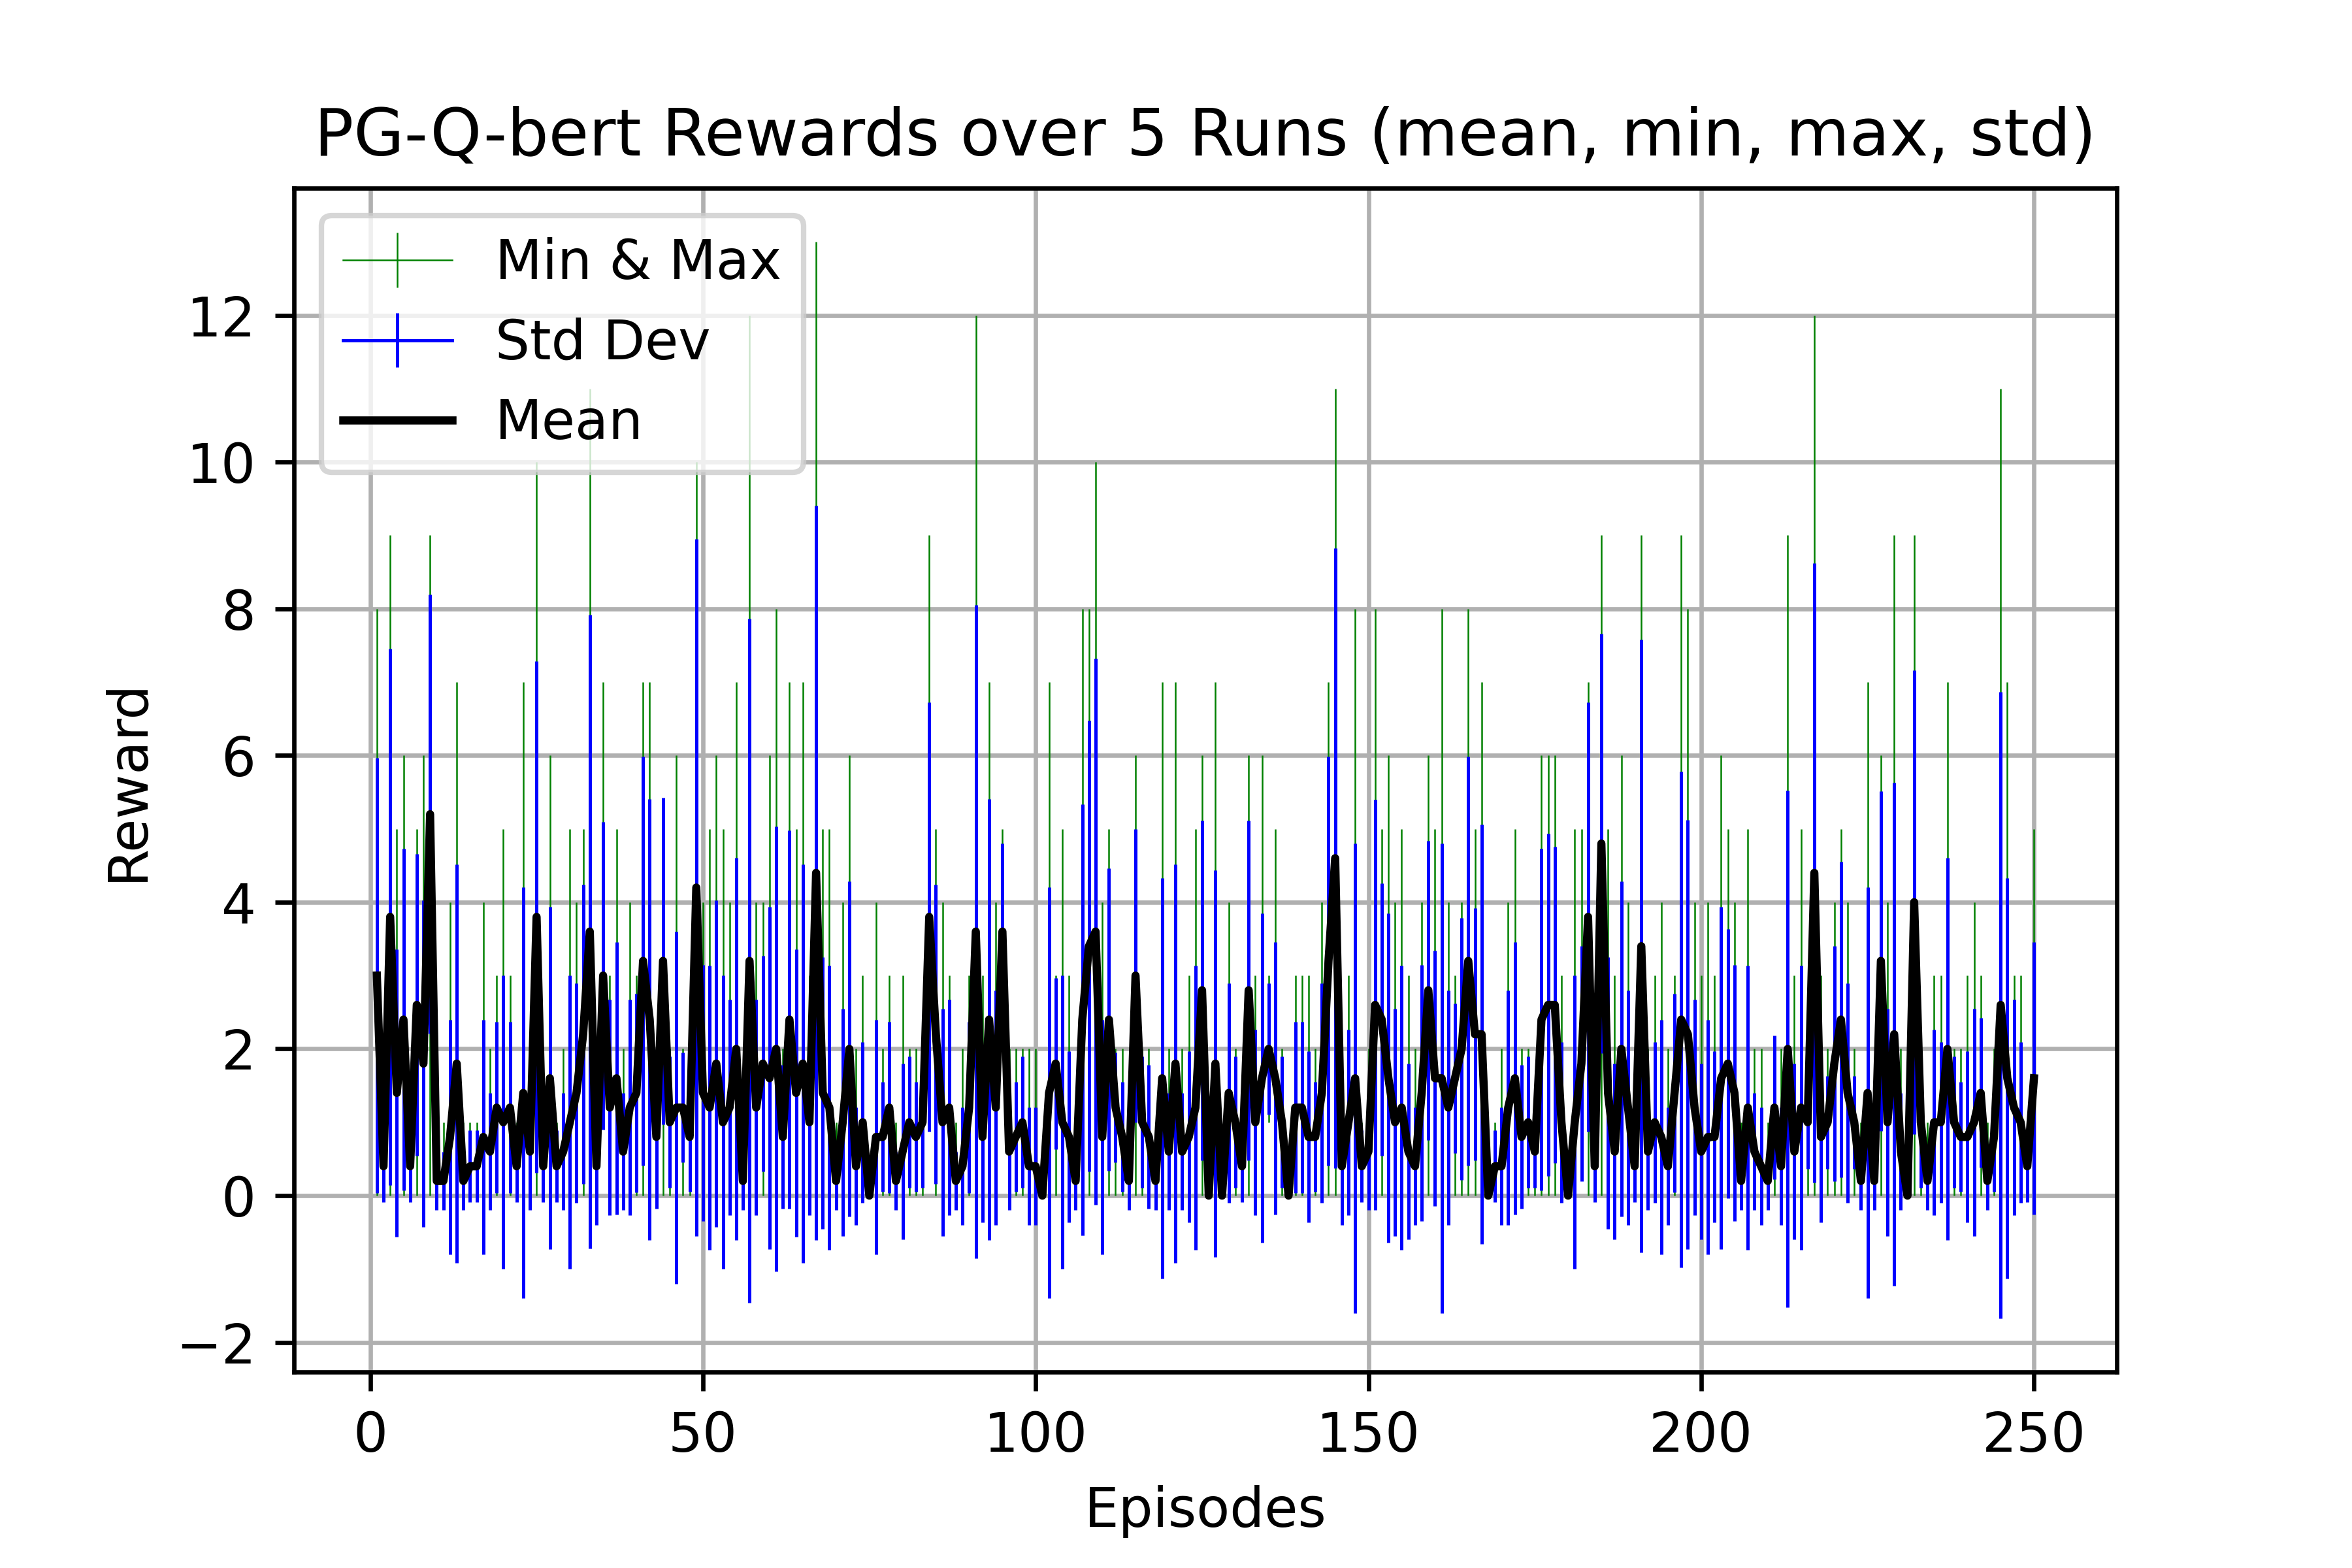 PG-Q-bert Rewards over 5 Runs (mean, min, max, std)
Min & Max
Std Dev
Mean
12
10
8
6
4
2
0
−2
Reward
0 50 100 150 200 250
Episodes